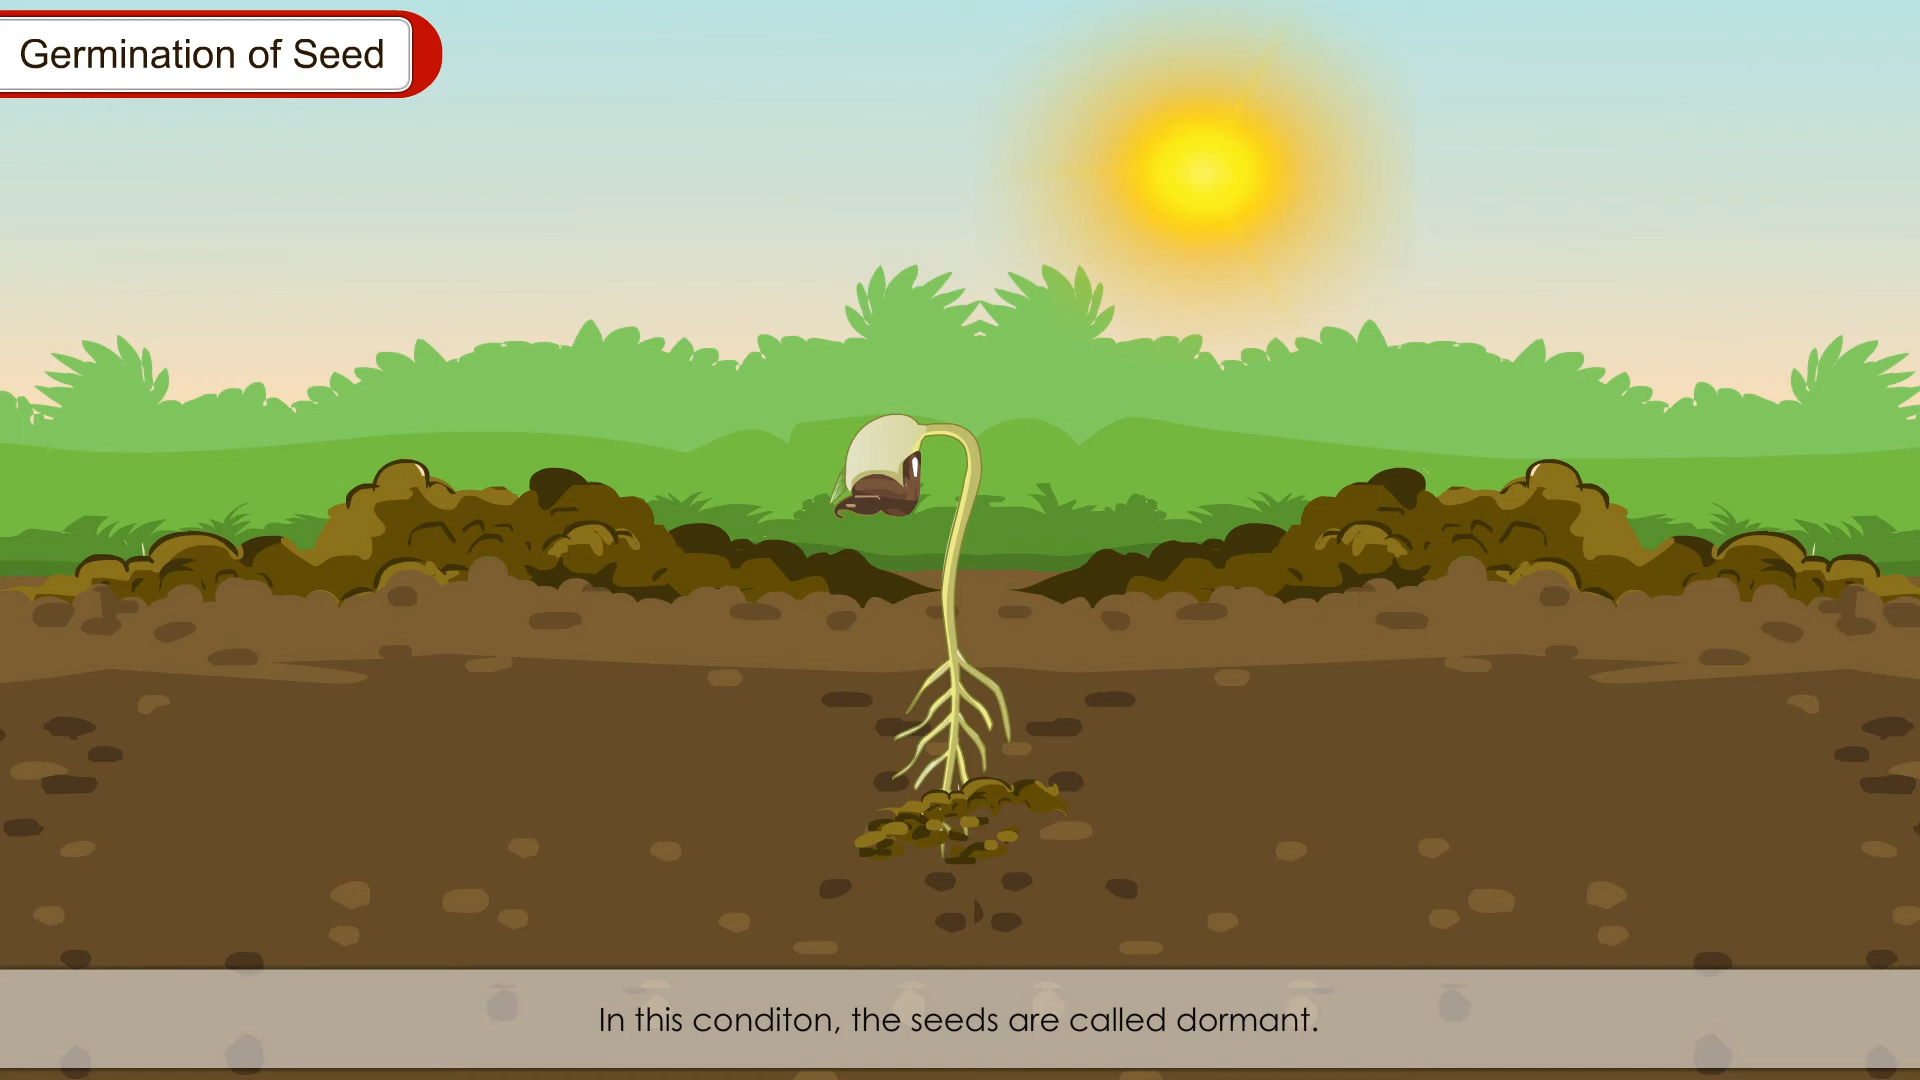 Germination of Seed
In this conditon, the seeds are called dormant.